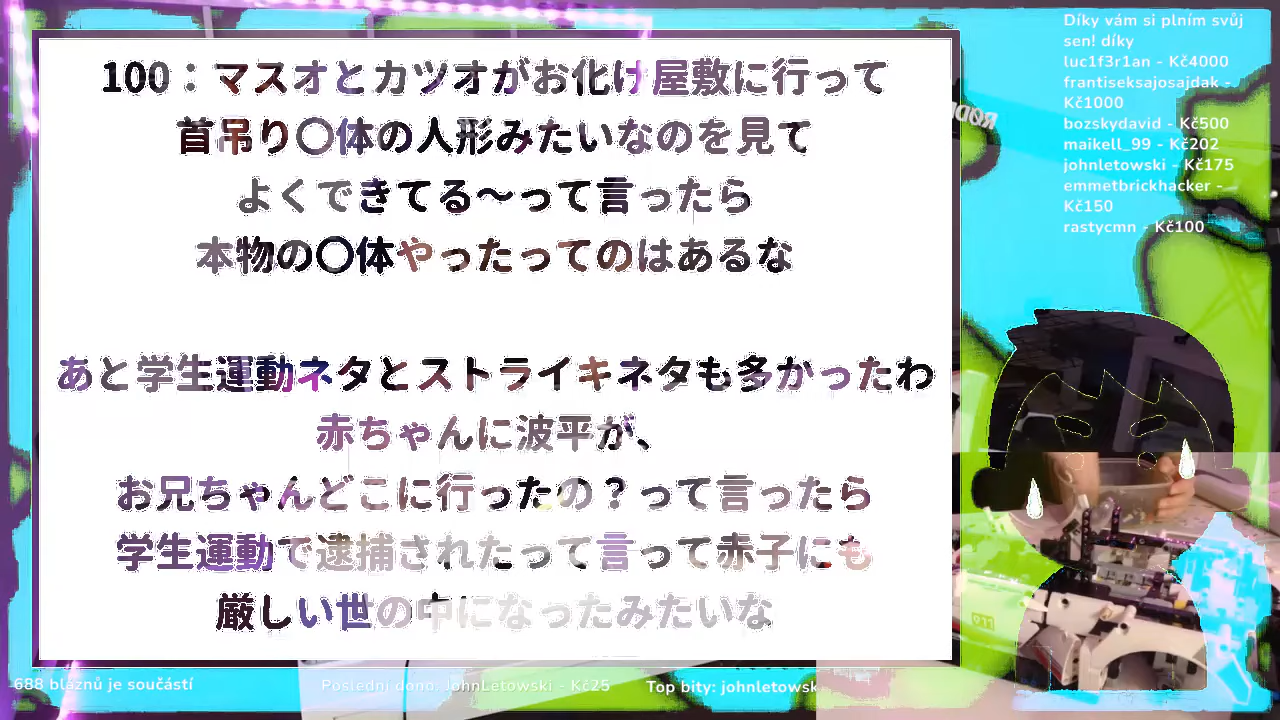 100：マスオとカツオがお化け屋敷に行って
首吊り〇体の人形みたいなのを見て
よくできてる～って言ったら
本物の〇体やったってのはあるな
あと学生運動ネタとストライキネタも多かったわ
赤ちゃんに波平が、
お兄ちゃんどこに行ったの？って言ったら
学生運動で逮捕されたって言って赤子にも
厳しい世の中になったみたいな
Díky vám si plním svůj
sen! díky
luc1f3r1an - Kč4000
frantiseksajosajdak -
Kč1000
bozskydavid - Kč500
maikell_99 - Kč202
johnletowski - Kč175
emmetbrickhacker -
Kč150
rastycmn - Kč100
911
688 bláznů je součástí
Poslední dono: JohnLetowski - Kč25
Top bity: johnletowsk